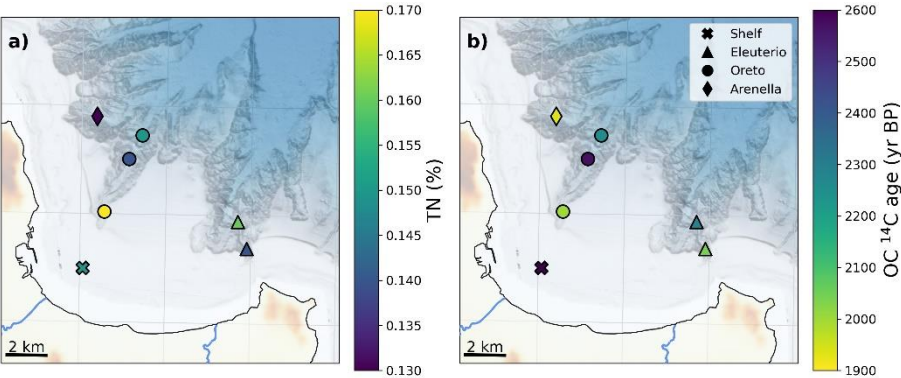 a)
2 km
0.170
0.165
0.160
0.155
0.150
0.145
0.140
0.135
0.130
TN (%)
b)
Shelf
Eleuterio
Oreto
Arenella
2 km
2600
2500
2400
2300
2200
2100
2000
1900
OC ¹⁴C age (yr BP)